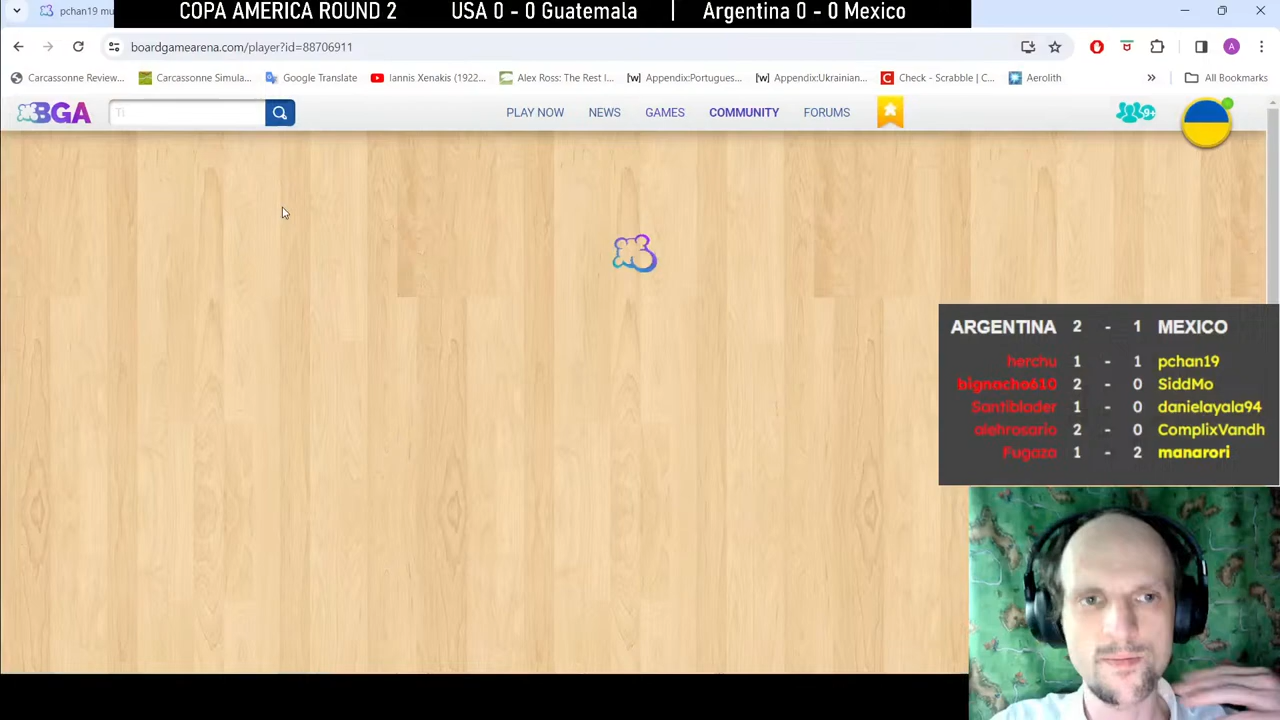 COPA AMERICA ROUND 2 USA 0 - 0 Guatemala | Argentina 0 - 0 Mexico
pchan19 mu
boardgamearena.com/player?id=88706911
A
Carcassonne Review... Carcassonne Simula... Google Translate Iannis Xenakis (1922... Alex Ross: The Rest I... [w] Appendix:Portugues... [w] Appendix:Ukrainian... C Check - Scrabble | C... Aerolith » All Bookmarks
BGA PLAY NOW NEWS GAMES COMMUNITY FORUMS 9+
ARGENTINA 2 - 1 MEXICO
herchu 1 - 1 pchan19
bignacho610 2 - 0 SiddMo
Santiblader 1 - 0 danielayala94
alehrosario 2 - 0 ComplixVandh
Fugaza 1 - 2 manarori